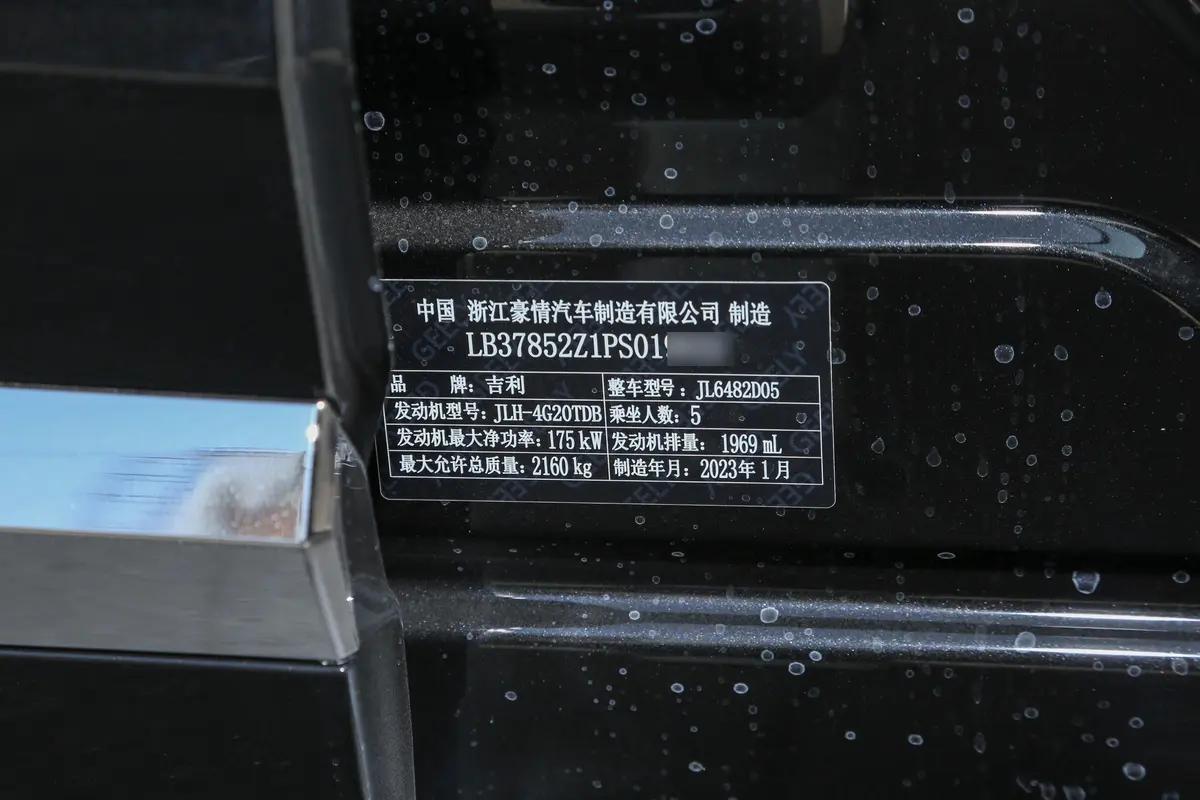 中国 浙江豪情汽车制造有限公司 制造
LB37852Z1PS019
品 牌：吉利 整车型号：JL6482D05
发动机型号：JLH-4G20TDB 乘坐人数：5
发动机最大净功率：175 kW 发动机排量： 1969 mL
最大允许总质量：2160 kg 制造年月：2023年1月
GEELY